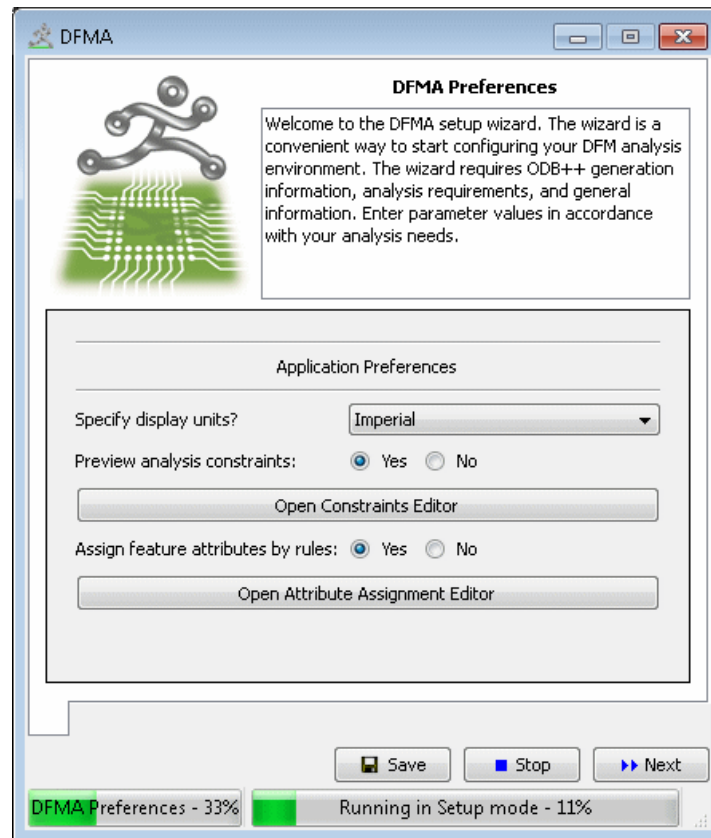 DFMA
DFMA Preferences
Welcome to the DFMA setup wizard. The wizard is a
convenient way to start configuring your DFM analysis
environment. The wizard requires ODB++ generation
information, analysis requirements, and general
information. Enter parameter values in accordance
with your analysis needs.
Application Preferences
Specify display units? Imperial
Preview analysis constraints: Yes No
Open Constraints Editor
Assign feature attributes by rules: Yes No
Open Attribute Assignment Editor
Save Stop Next
DFMA Preferences - 33% Running in Setup mode - 11%